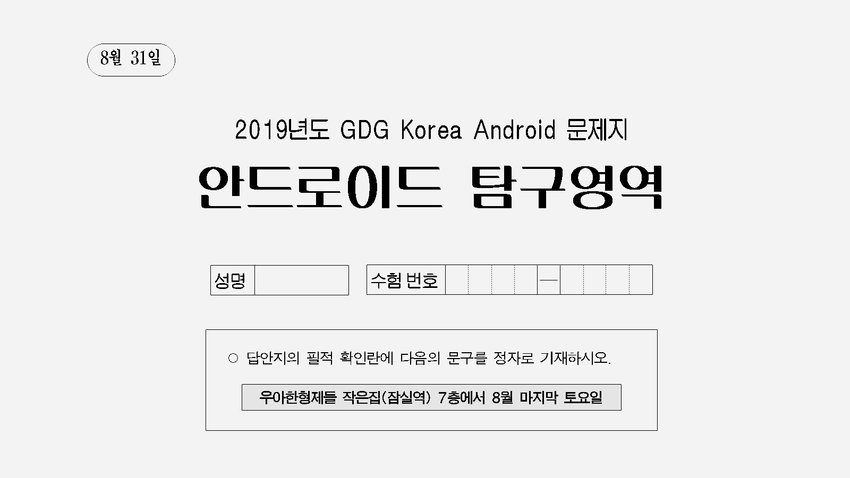 8월 31일
2019년도 GDG Korea Android 문제지
안드로이드 탐구영역
성명
수험 번호 —
○ 답안지의 필적 확인란에 다음의 문구를 정자로 기재하시오.
우아한형제들 작은집(잠실역) 7층에서 8월 마지막 토요일